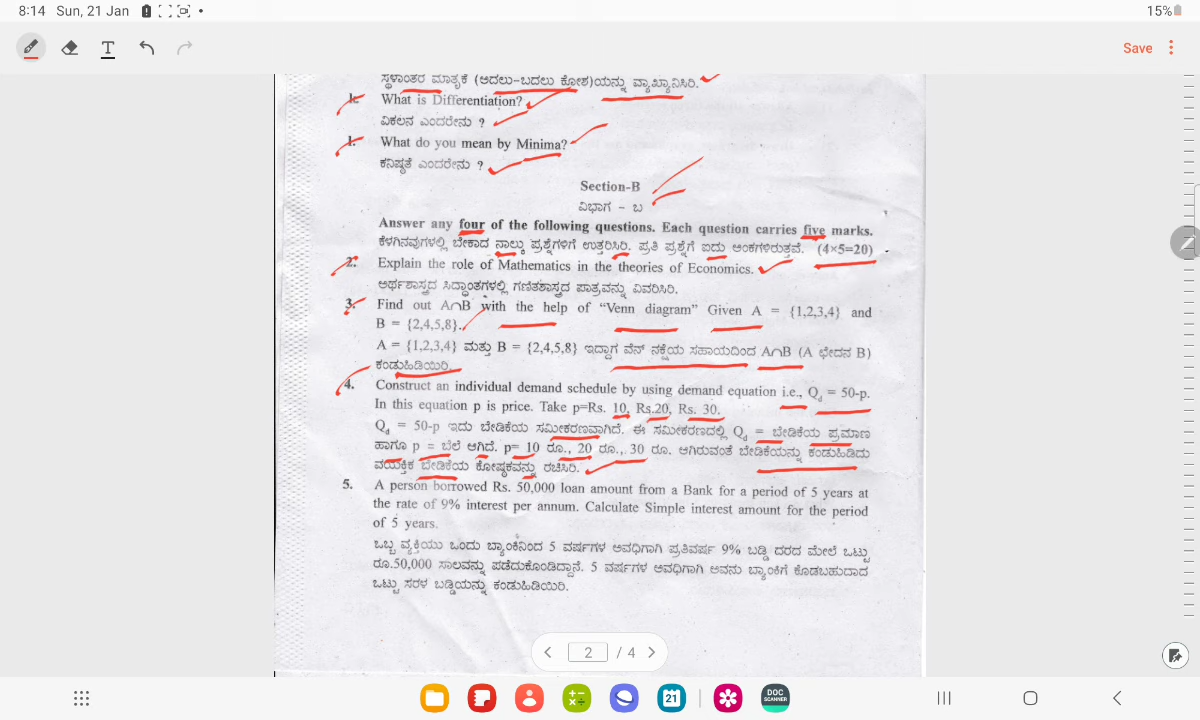 8:14 Sun, 21 Jan
15%
T
Save
ಸ್ಥಳಾಂತರ ಮಾತೃಕೆ (ಅದಲು-ಬದಲು ಕೋಶ)ಯನ್ನು ವ್ಯಾಖ್ಯಾನಿಸಿರಿ.
k. What is Differentiation?
ವಿಕಲನ ಎಂದರೇನು ?
l. What do you mean by Minima?
ಕನಿಷ್ಠತೆ ಎಂದರೇನು ?
Section-B
ವಿಭಾಗ - ಬ
Answer any four of the following questions. Each question carries five marks.
ಕೆಳಗಿನವುಗಳಲ್ಲಿ ಬೇಕಾದ ನಾಲ್ಕು ಪ್ರಶ್ನೆಗಳಿಗೆ ಉತ್ತರಿಸಿರಿ. ಪ್ರತಿ ಪ್ರಶ್ನೆಗೆ ಐದು ಅಂಕಗಳಿರುತ್ತವೆ. (4×5=20)
2. Explain the role of Mathematics in the theories of Economics.
ಅರ್ಥಶಾಸ್ತ್ರದ ಸಿದ್ಧಾಂತಗಳಲ್ಲಿ ಗಣಿತಶಾಸ್ತ್ರದ ಪಾತ್ರವನ್ನು ವಿವರಿಸಿರಿ.
3. Find out A∩B with the help of “Venn diagram” Given A = {1,2,3,4} and
B = {2,4,5,8}.
A = {1,2,3,4} ಮತ್ತು B = {2,4,5,8} ಇದ್ದಾಗ ವೆನ್ ನಕ್ಷೆಯ ಸಹಾಯದಿಂದ A∩B (A ಛೇದನ B)
ಕಂಡುಹಿಡಿಯಿರಿ.
4. Construct an individual demand schedule by using demand equation i.e., Qd = 50-p.
In this equation p is price. Take p=Rs. 10, Rs.20, Rs. 30.
Qd = 50-p ಇದು ಬೇಡಿಕೆಯ ಸಮೀಕರಣವಾಗಿದೆ. ಈ ಸಮೀಕರಣದಲ್ಲಿ Qd = ಬೇಡಿಕೆಯ ಪ್ರಮಾಣ
ಹಾಗೂ p = ಬೆಲೆ ಆಗಿದೆ. p= 10 ರೂ., 20 ರೂ., 30 ರೂ. ಆಗಿರುವಂತೆ ಬೇಡಿಕೆಯನ್ನು ಕಂಡುಹಿಡಿದು
ವಯಕ್ತಿಕ ಬೇಡಿಕೆಯ ಕೋಷ್ಠಕವನ್ನು ರಚಿಸಿರಿ.
5. A person borrowed Rs. 50,000 loan amount from a Bank for a period of 5 years at
the rate of 9% interest per annum. Calculate Simple interest amount for the period
of 5 years.
ಒಬ್ಬ ವ್ಯಕ್ತಿಯು ಒಂದು ಬ್ಯಾಂಕಿನಿಂದ 5 ವರ್ಷಗಳ ಅವಧಿಗಾಗಿ ಪ್ರತಿವರ್ಷ 9% ಬಡ್ಡಿ ದರದ ಮೇಲೆ ಒಟ್ಟು
ರೂ.50,000 ಸಾಲವನ್ನು ಪಡೆದುಕೊಂಡಿದ್ದಾನೆ. 5 ವರ್ಷಗಳ ಅವಧಿಗಾಗಿ ಅವನು ಬ್ಯಾಂಕಿಗೆ ಕೊಡಬಹುದಾದ
ಒಟ್ಟು ಸರಳ ಬಡ್ಡಿಯನ್ನು ಕಂಡುಹಿಡಿಯಿರಿ.
2 / 4
21
DOC
SCANNER